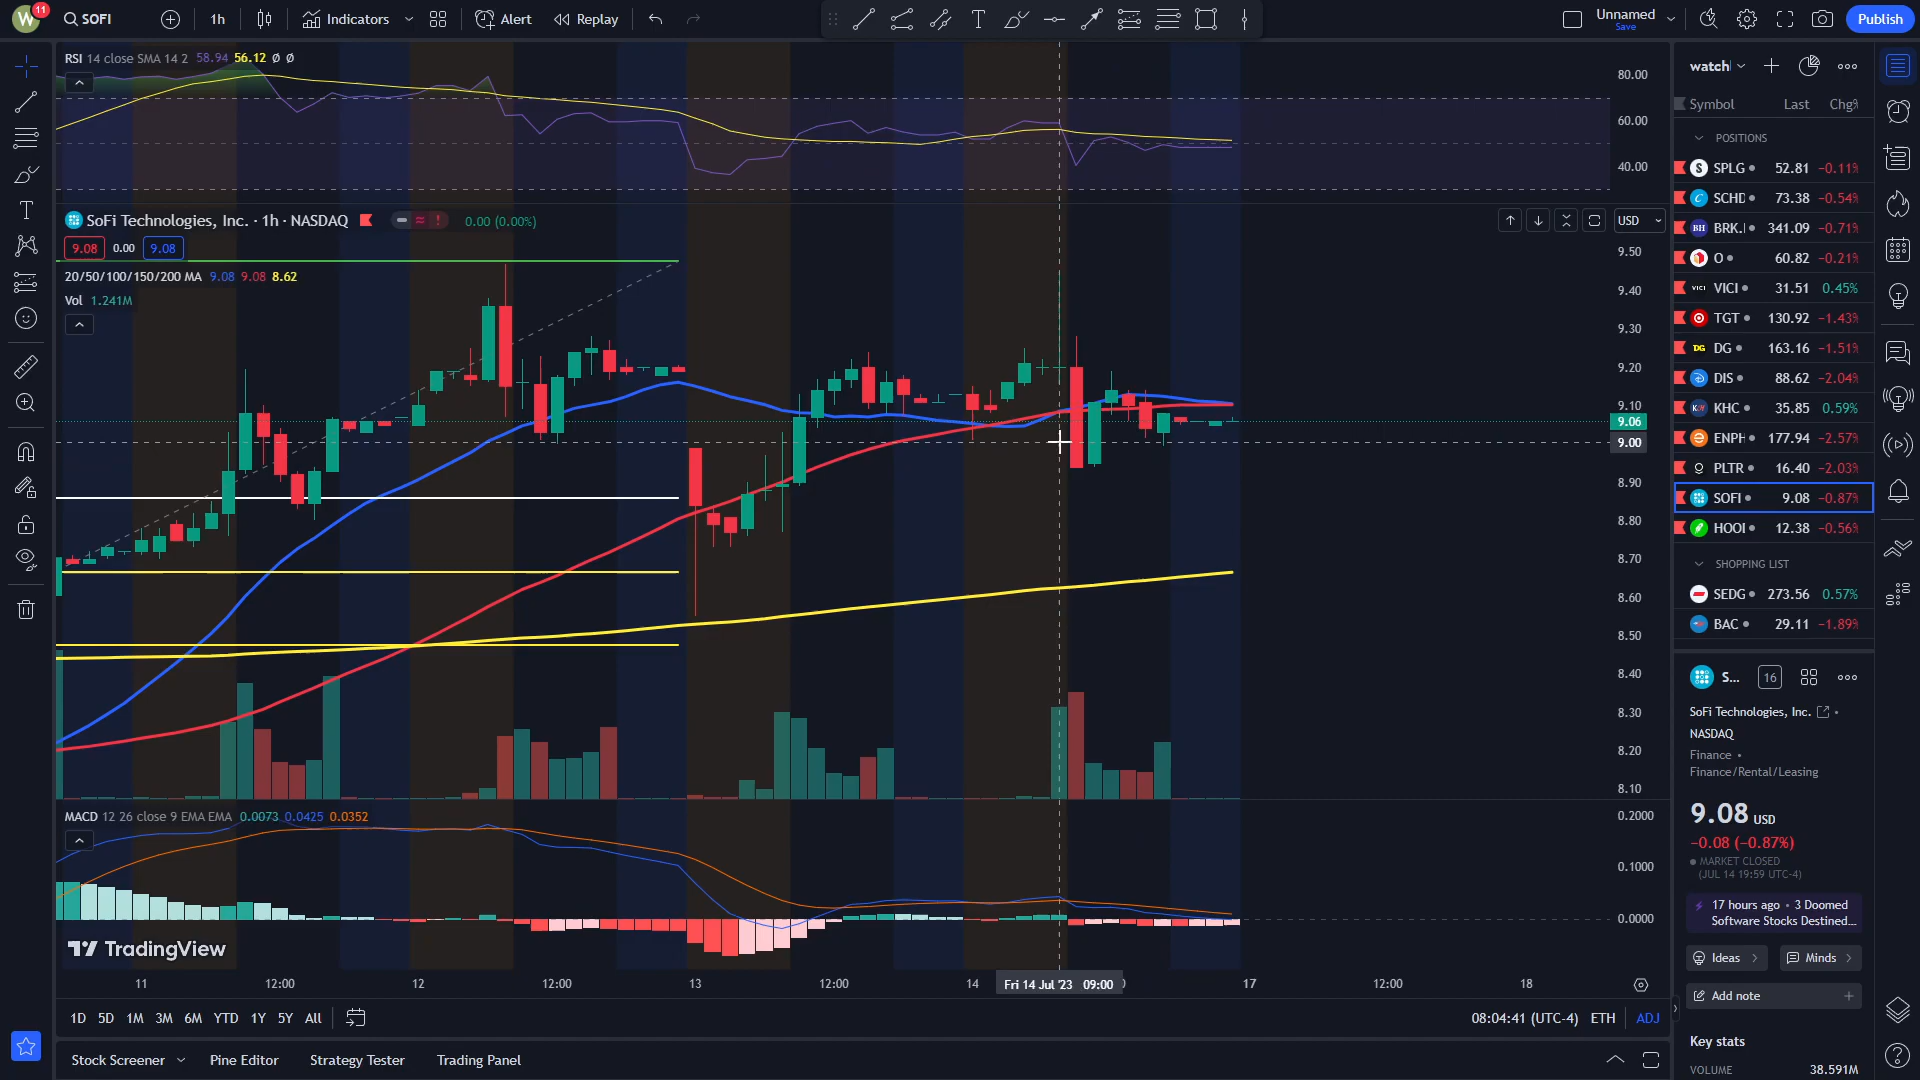 W 11 SOFI 1h Indicators Alert Replay Unnamed Save Publish
RSI 14 close SMA 14 2 58.94 56.12 Ø Ø
80.00
60.00
40.00
SoFi Technologies, Inc. · 1h · NASDAQ 0.00 (0.00%) USD
9.08 0.00 9.08
20/50/100/150/200 MA 9.08 9.08 8.62
Vol 1.241M
9.50
9.40
9.30
9.20
9.10
9.06
9.00
8.90
8.80
8.70
8.60
8.50
8.40
8.30
8.20
8.10
MACD 12 26 close 9 EMA EMA 0.0073 0.0425 0.0352
0.2000
0.1000
0.0000
TradingView
11 12:00 12 12:00 13 12:00 14 Fri 14 Jul '23 09:00 17 12:00 18
1D 5D 1M 3M 6M YTD 1Y 5Y All 08:04:41 (UTC-4) ETH ADJ
Stock Screener Pine Editor Strategy Tester Trading Panel
watchl
Symbol Last Chg%
POSITIONS
SPLG 52.81 −0.11%
SCHD 73.38 −0.54%
BRK.I 341.09 −0.71%
O 60.82 −0.21%
VICI VICI 31.51 0.45%
TGT 130.92 −1.43%
DG DG 163.16 −1.51%
DIS 88.62 −2.04%
KHC 35.85 0.59%
ENPH 177.94 −2.57%
PLTR 16.40 −2.03%
SOFI 9.08 −0.87%
HOOI 12.38 −0.56%
SHOPPING LIST
SEDG 273.56 0.57%
BAC 29.11 −1.89%
S... 16
SoFi Technologies, Inc.
NASDAQ
Finance •
Finance/Rental/Leasing
9.08 USD
−0.08 (−0.87%)
MARKET CLOSED
(JUL 14 19:59 UTC-4)
17 hours ago • 3 Doomed
Software Stocks Destined...
Ideas Minds
Add note
Key stats
VOLUME 38.591M